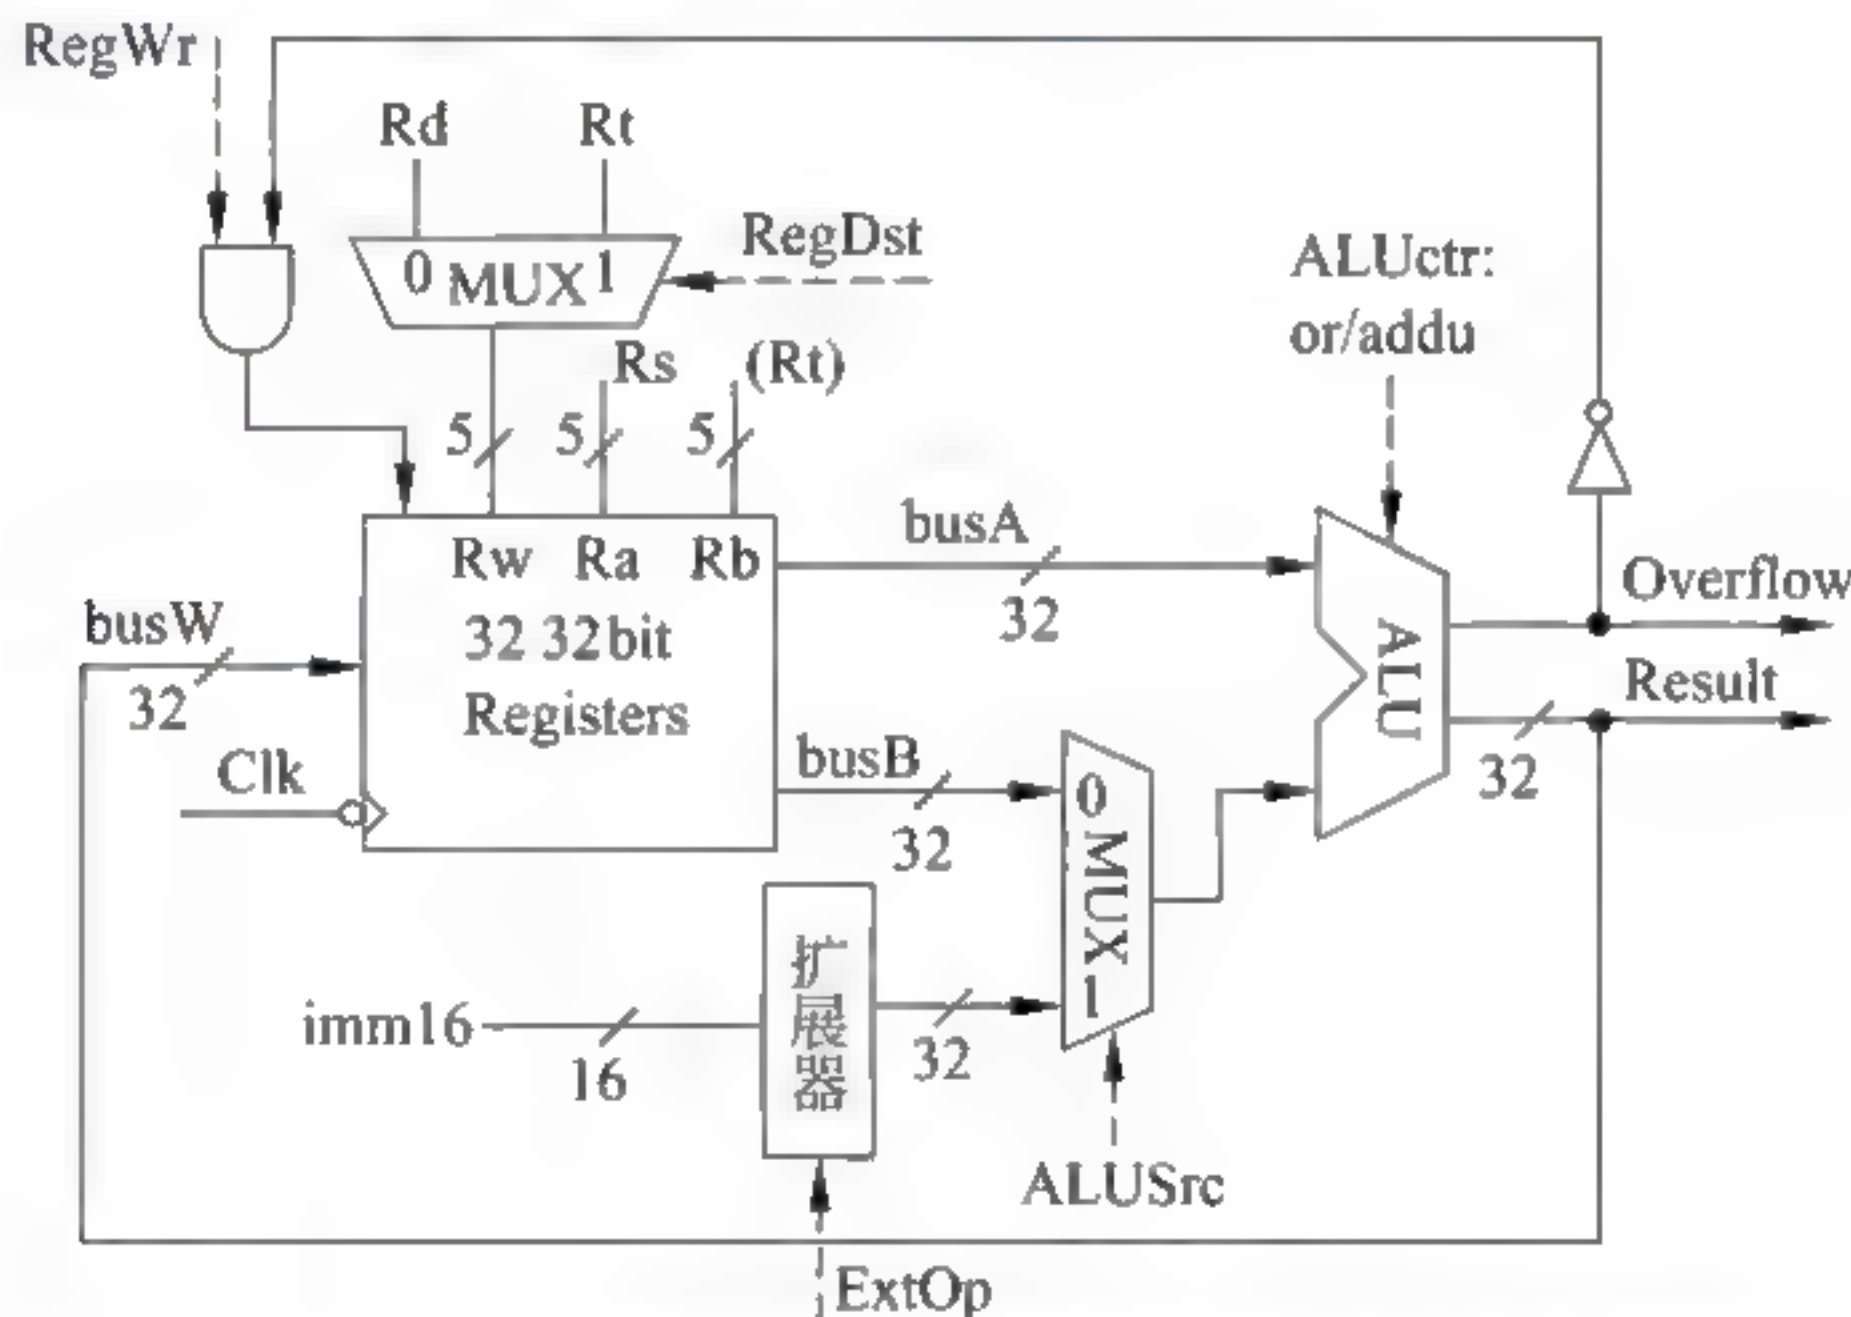 RegWr
Rd
Rt
0 MUX 1
RegDst
ALUctr:
or/addu
Rs
(Rt)
5
5
5
Rw Ra Rb
32 32bit
Registers
busA
32
Overflow
busW
32
ALU
Result
32
Clk
busB
32
0 MUX 1
扩展器
imm16
16
32
ALUSrc
ExtOp